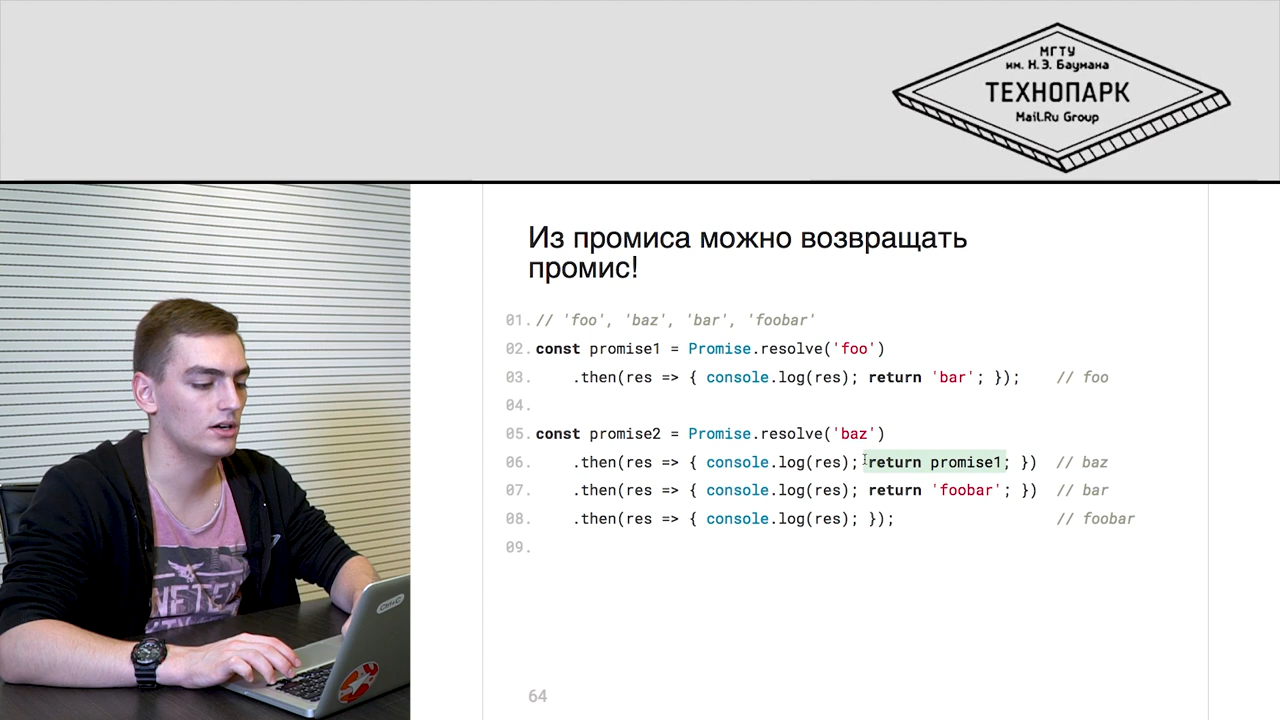 МГТУ
им. Н.Э. Баумана
ТЕХНОПАРК
Mail.Ru Group
Из промиса можно возвращать
промис!
01. // 'foo', 'baz', 'bar', 'foobar'
02. const promise1 = Promise.resolve('foo')
03.     .then(res => { console.log(res); return 'bar'; });    // foo
04.
05. const promise2 = Promise.resolve('baz')
06.     .then(res => { console.log(res); return promise1; })  // baz
07.     .then(res => { console.log(res); return 'foobar'; })  // bar
08.     .then(res => { console.log(res); });                  // foobar
09.
64